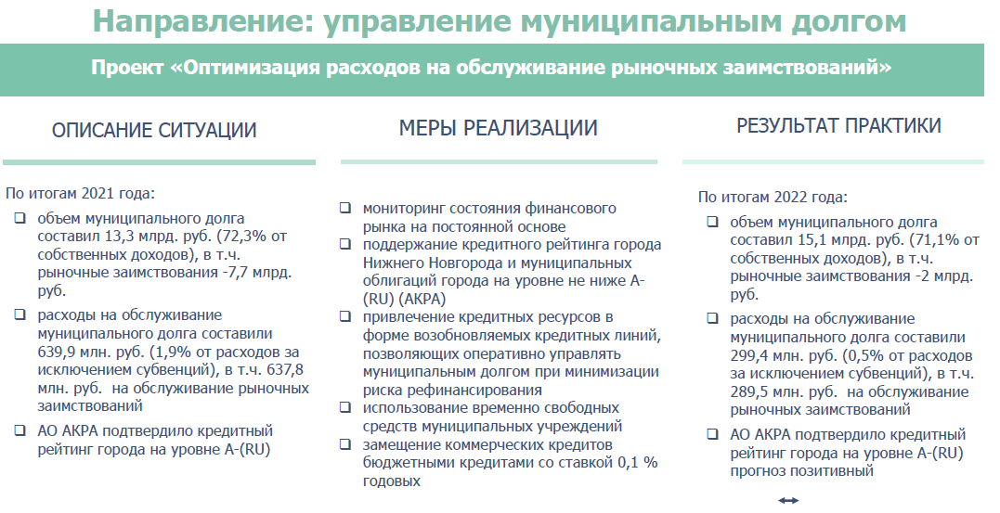 Направление: управление муниципальным долгом
Проект «Оптимизация расходов на обслуживание рыночных заимствований»
ОПИСАНИЕ СИТУАЦИИ
По итогам 2021 года:
❑ объем муниципального долга
составил 13,3 млрд. руб. (72,3% от
собственных доходов), в т.ч.
рыночные заимствования -7,7 млрд.
руб.
❑ расходы на обслуживание
муниципального долга составили
639,9 млн. руб. (1,9% от расходов за
исключением субвенций), в т.ч. 637,8
млн. руб. на обслуживание рыночных
заимствований
❑ АО АКРА подтвердило кредитный
рейтинг города на уровне А-(RU)
МЕРЫ РЕАЛИЗАЦИИ
❑ мониторинг состояния финансового
рынка на постоянной основе
❑ поддержание кредитного рейтинга города
Нижнего Новгорода и муниципальных
облигаций города на уровне не ниже А-
(RU) (АКРА)
❑ привлечение кредитных ресурсов в
форме возобновляемых кредитных линий,
позволяющих оперативно управлять
муниципальным долгом при минимизации
риска рефинансирования
❑ использование временно свободных
средств муниципальных учреждений
❑ замещение коммерческих кредитов
бюджетными кредитами со ставкой 0,1 %
годовых
РЕЗУЛЬТАТ ПРАКТИКИ
По итогам 2022 года:
❑ объем муниципального долга
составил 15,1 млрд. руб. (71,1% от
собственных доходов), в т.ч.
рыночные заимствования -2 млрд.
руб.
❑ расходы на обслуживание
муниципального долга составили
299,4 млн. руб. (0,5% от расходов
за исключением субвенций), в т.ч.
289,5 млн. руб. на обслуживание
рыночных заимствований
❑ АО АКРА подтвердило кредитный
рейтинг города на уровне А-(RU)
прогноз позитивный